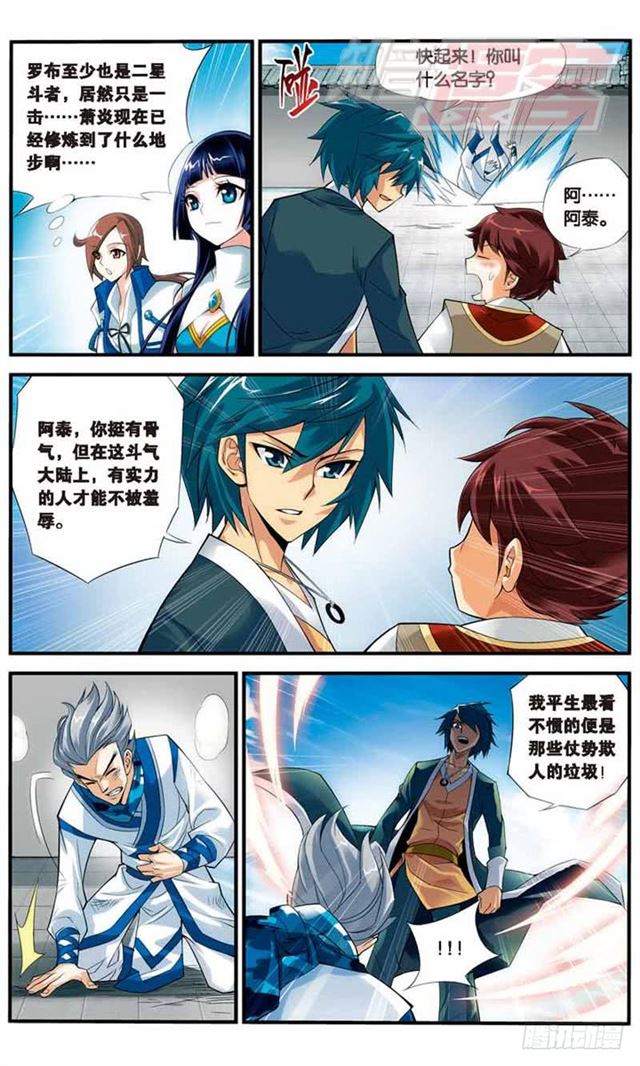 罗布至少也是二星
斗者，居然只是一
击……萧炎现在已
经修炼到了什么地
步啊……
碰
快起来！你叫
什么名字？
阿……
阿泰。
阿泰，你挺有骨
气，但在这斗气
大陆上，有实力
的人才能不被羞
辱。
我平生最看
不惯的便是
那些仗势欺
人的垃圾！
!!!
腾讯动漫